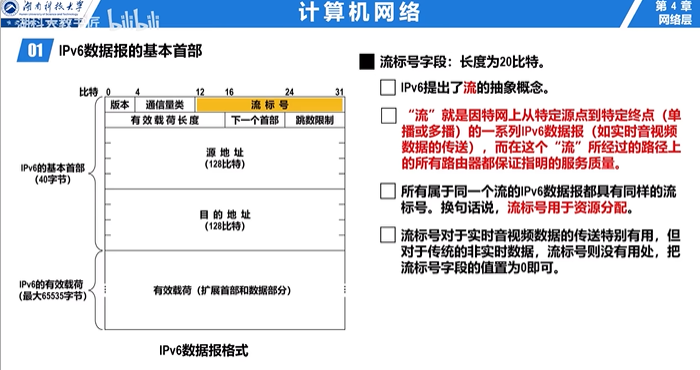 湖南科技大学
湖科大教书匠 bilibili
计算机网络
第 4 章
网络层
01 IPv6数据报的基本首部
比特 0 4 12 16 24 31
版本 通信量类 流标号
有效载荷长度 下一个首部 跳数限制
源地址
(128比特)
IPv6的基本首部
(40字节)
目的地址
(128比特)
IPv6的有效载荷
(最大65535字节)
有效载荷（扩展首部和数据部分）
IPv6数据报格式
流标号字段：长度为20比特。
IPv6提出了流的抽象概念。
“流”就是因特网上从特定源点到特定终点（单
播或多播）的一系列IPv6数据报（如实时音视频
数据的传送），而在这个“流”所经过的路径上
的所有路由器都保证指明的服务质量。
所有属于同一个流的IPv6数据报都具有同样的流
标号。换句话说，流标号用于资源分配。
流标号对于实时音视频数据的传送特别有用，但
对于传统的非实时数据，流标号则没有用处，把
流标号字段的值置为0即可。